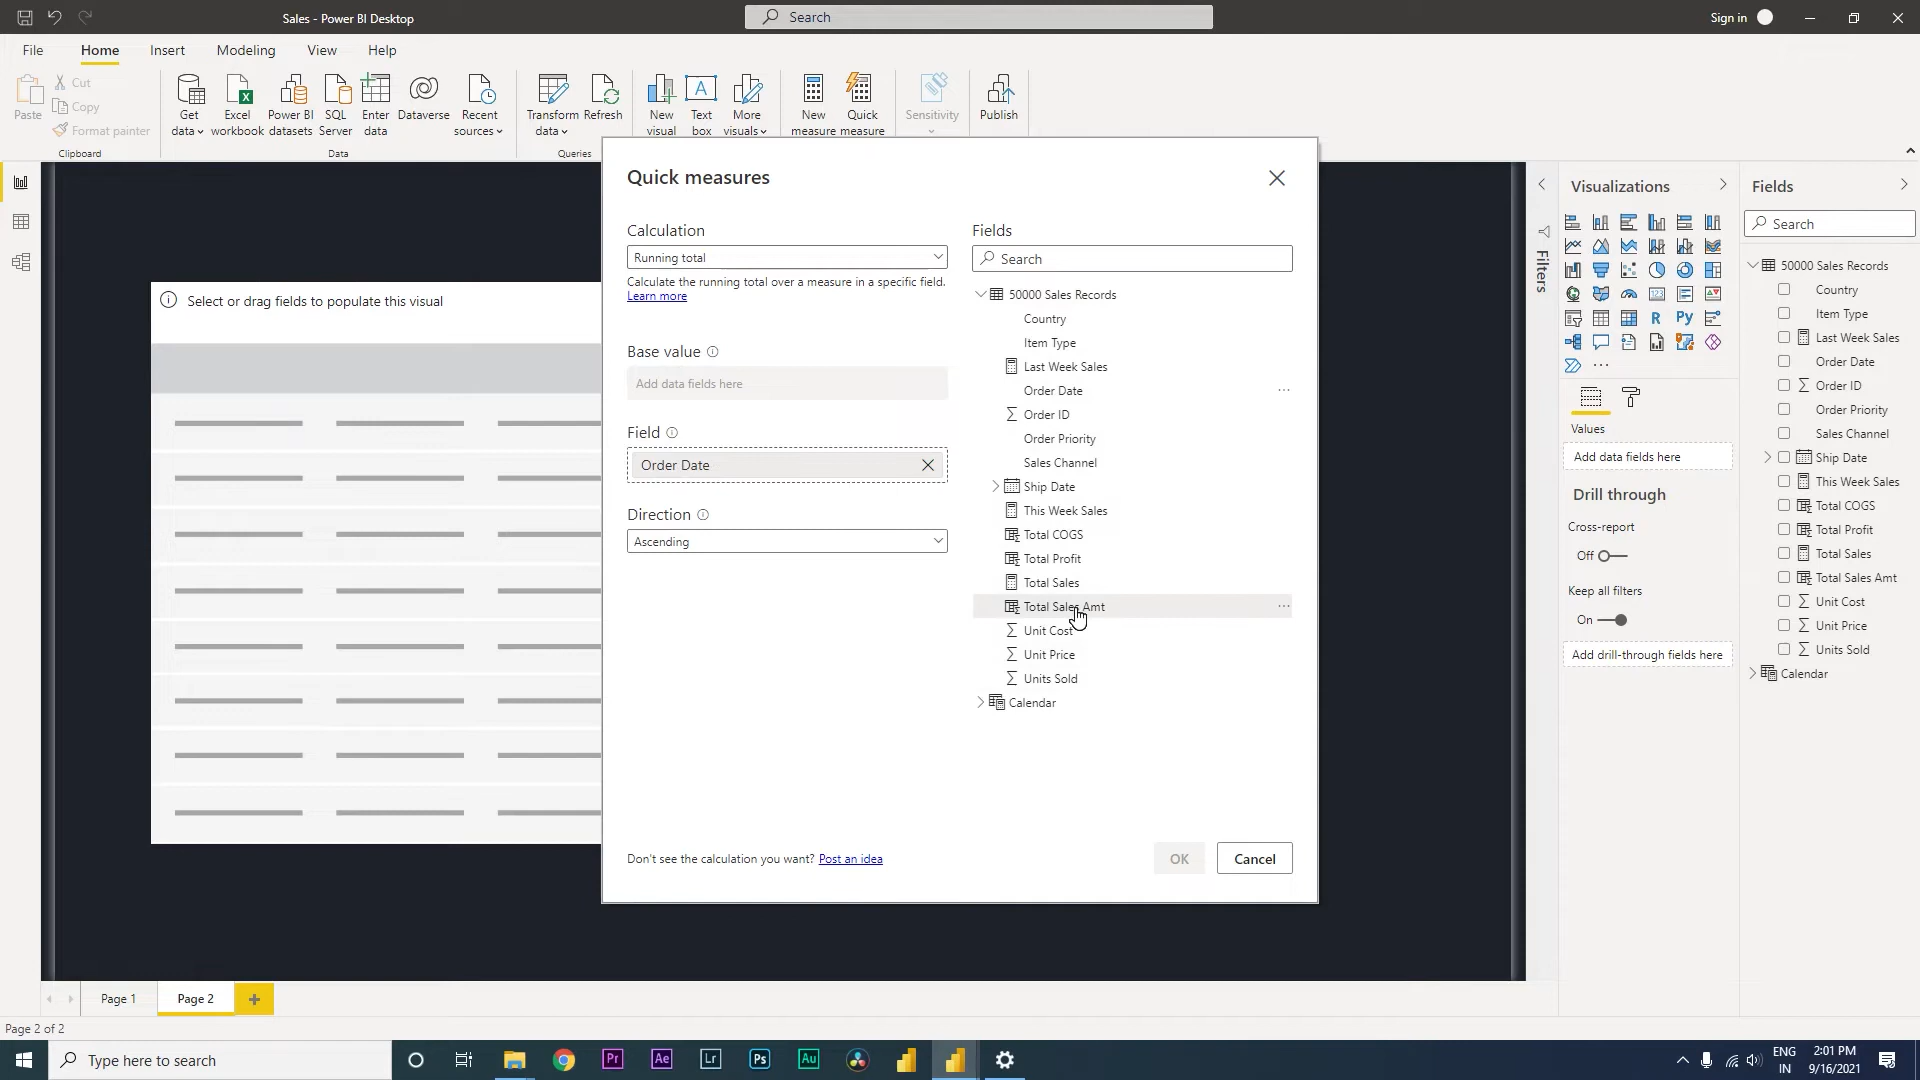 Sales - Power BI Desktop
Search
Sign in
File
Home
Insert
Modeling
View
Help
Paste
Cut
Copy
Format painter
Clipboard
Get data
Excel workbook
Power BI datasets
SQL Server
Enter data
Dataverse
Recent sources
Data
Transform data
Refresh
Queries
New visual
Text box
More visuals
New measure
Quick measure
Sensitivity
Publish
Select or drag fields to populate this visual
Quick measures
Calculation
Running total
Calculate the running total over a measure in a specific field.
Learn more
Base value
Add data fields here
Field
Order Date
Direction
Ascending
Fields
Search
50000 Sales Records
Country
Item Type
Last Week Sales
Order Date
Order ID
Order Priority
Sales Channel
Ship Date
This Week Sales
Total COGS
Total Profit
Total Sales
Total Sales Amt
Unit Cost
Unit Price
Units Sold
Calendar
Don't see the calculation you want? Post an idea
OK
Cancel
Filters
Visualizations
R
Py
Values
Add data fields here
Drill through
Cross-report
Off
Keep all filters
On
Add drill-through fields here
Fields
Search
50000 Sales Records
Country
Item Type
Last Week Sales
Order Date
Order ID
Order Priority
Sales Channel
Ship Date
This Week Sales
Total COGS
Total Profit
Total Sales
Total Sales Amt
Unit Cost
Unit Price
Units Sold
Calendar
Page 1
Page 2
Page 2 of 2
Type here to search
Pr
Ae
Lr
Ps
Au
ENG
IN
2:01 PM
9/16/2021